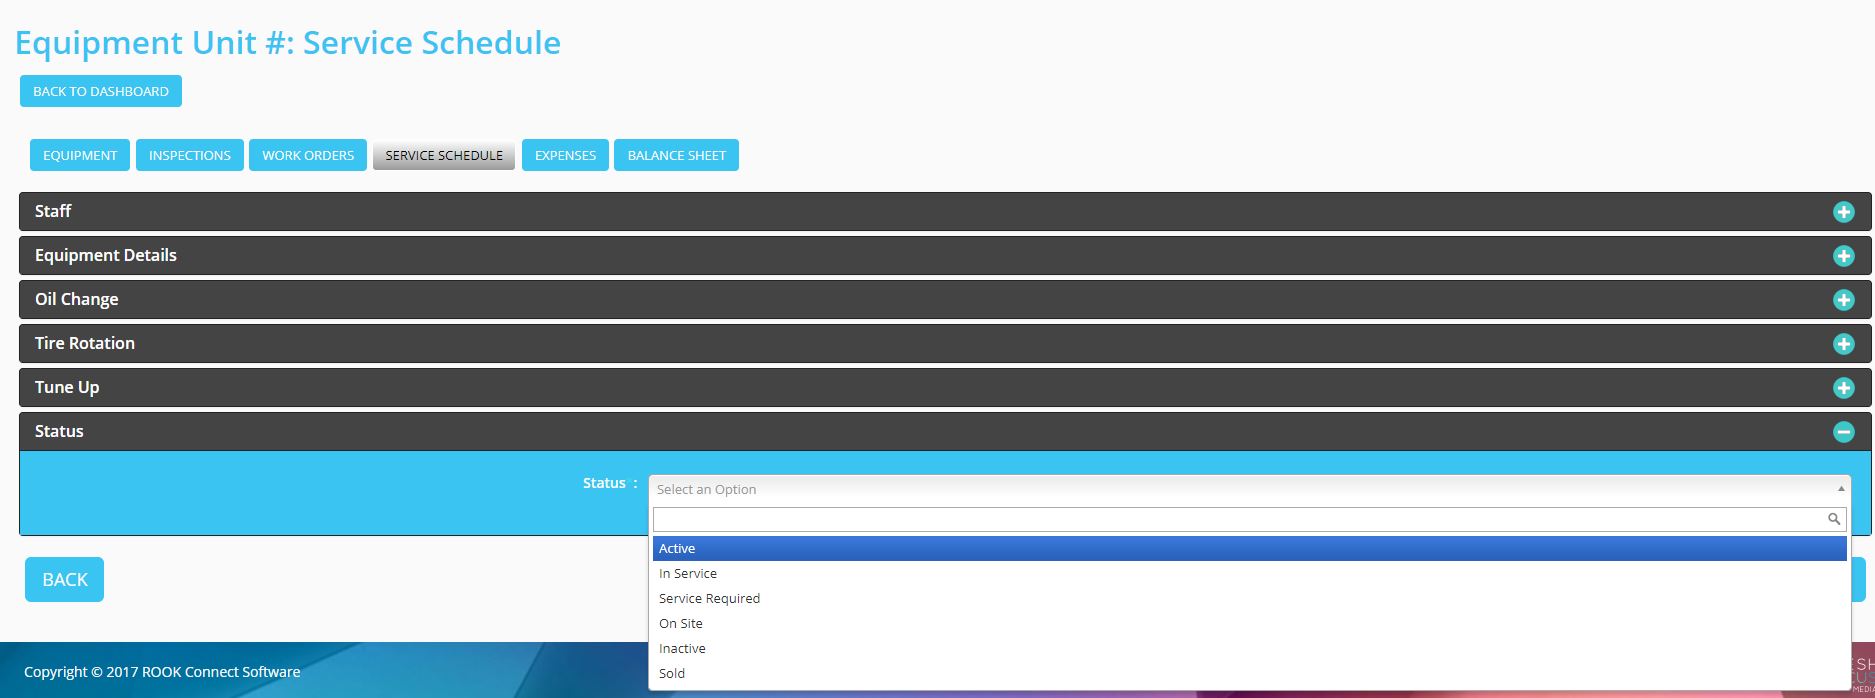 Equipment Unit #: Service Schedule
BACK TO DASHBOARD
EQUIPMENT INSPECTIONS WORK ORDERS SERVICE SCHEDULE EXPENSES BALANCE SHEET
Staff
Equipment Details
Oil Change
Tire Rotation
Tune Up
Status
Status :
Select an Option
Active
In Service
Service Required
On Site
Inactive
Sold
BACK
Copyright © 2017 ROOK Connect Software